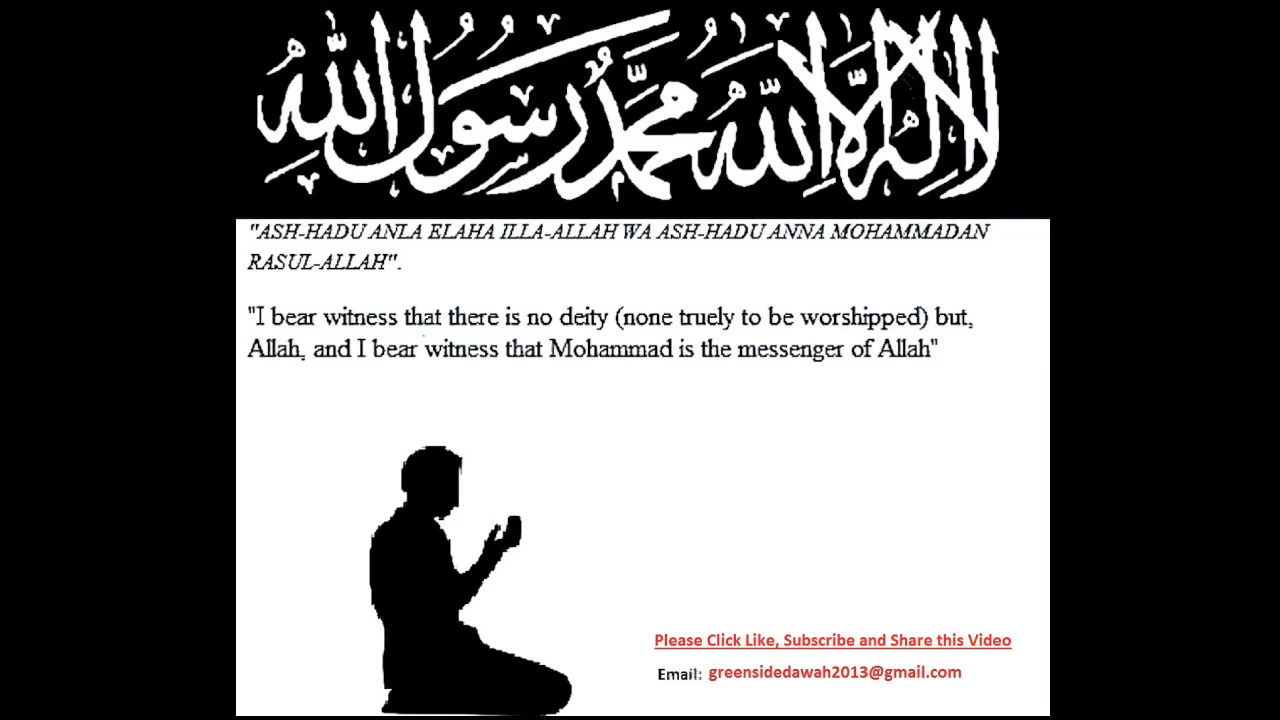 لا إله إلا الله محمد رسول الله
"ASH-HADU ANLA ELAHA ILLA-ALLAH WA ASH-HADU ANNA MOHAMMADAN
RASUL-ALLAH".
"I bear witness that there is no deity (none truely to be worshipped) but,
Allah, and I bear witness that Mohammad is the messenger of Allah"
Please Click Like, Subscribe and Share this Video
Email: greensidedawah2013@gmail.com